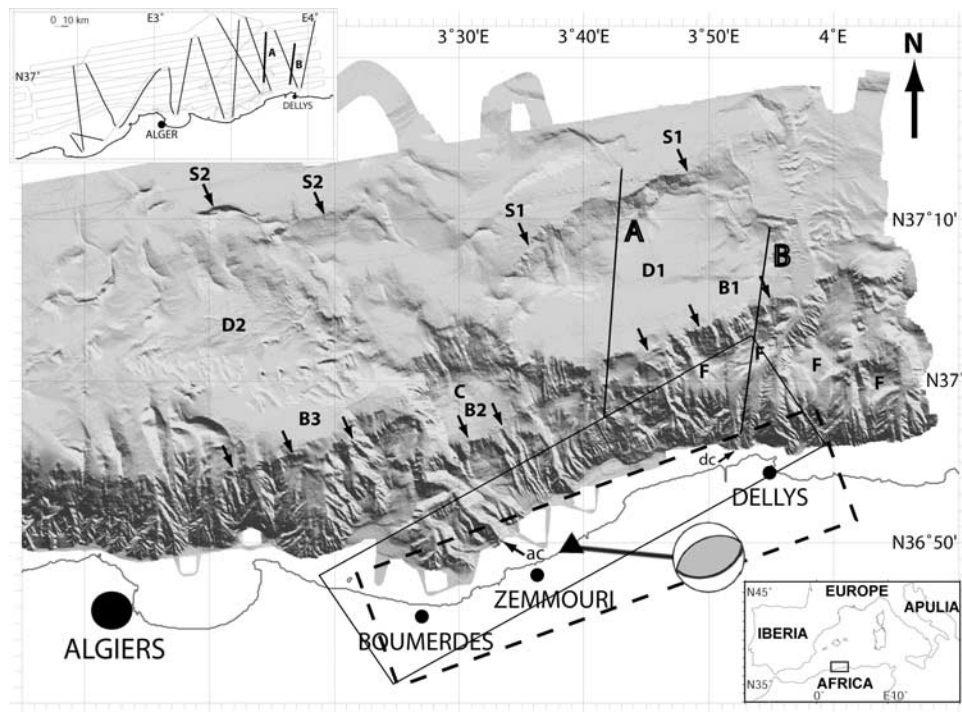 0 10 km
E3˚
E4˚
N37˚
A
B
ALGER
DELLYS
3˚30'E
3˚50'E
4˚E
N
S2
S2
S1
S1
N37˚10
A
B
D1
B1
D2
F
F
F
F
N37˚
C
B2
B3
dc
DELLYS
N36˚50
ac
ZEMMOURI
BOUMERDES
ALGIERS
N45˚
EUROPE
APULIA
IBERIA
N35˚
AFRICA
0˚
E10˚